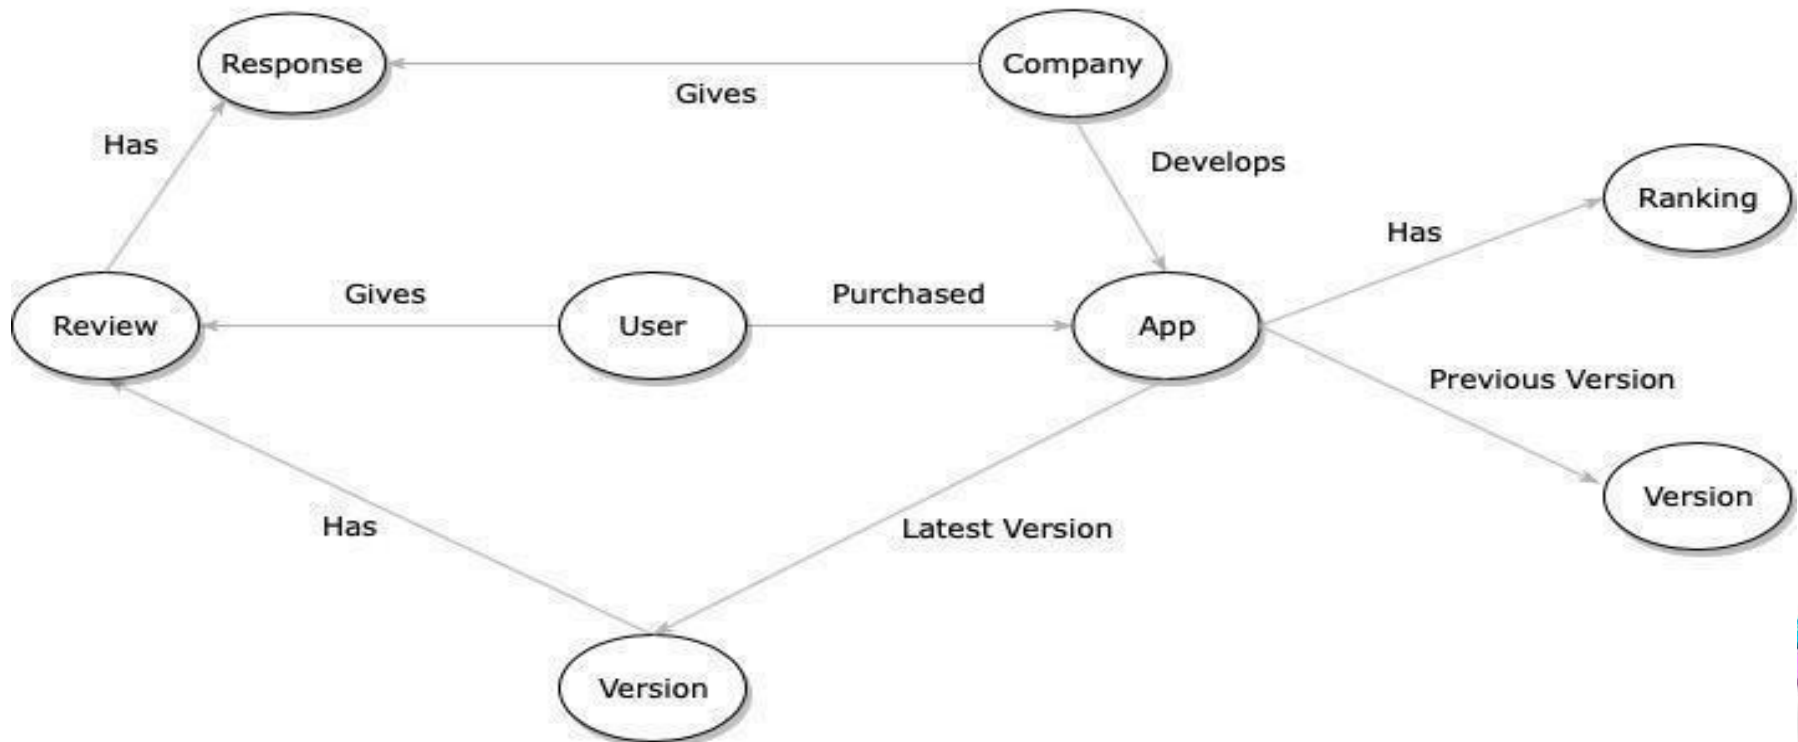 Response
Company
Gives
Has
Develops
Ranking
Has
Gives
Purchased
Review
User
App
Previous Version
Version
Has
Latest Version
Version